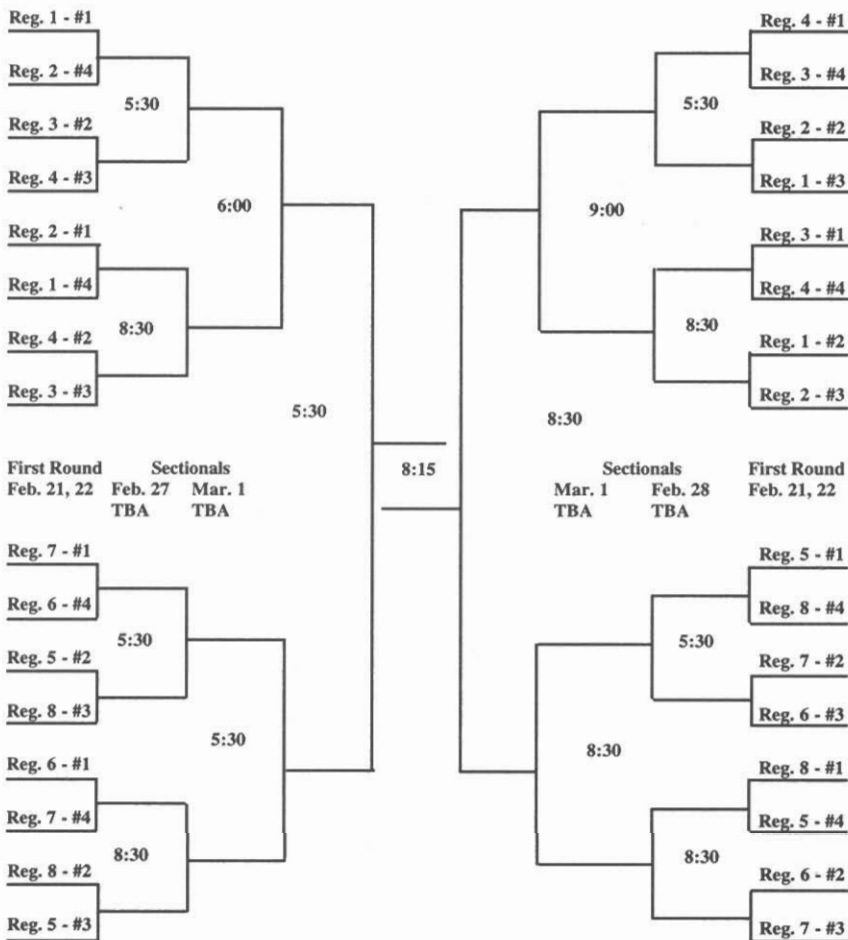 Reg. 1 - #1
Reg. 2 - #4
5:30
Reg. 3 - #2
Reg. 4 - #3
6:00
Reg. 2 - #1
Reg. 1 - #4
8:30
Reg. 4 - #2
Reg. 3 - #3
5:30
Reg. 4 - #1
Reg. 3 - #4
5:30
Reg. 2 - #2
Reg. 1 - #3
9:00
Reg. 3 - #1
Reg. 4 - #4
8:30
Reg. 1 - #2
Reg. 2 - #3
8:30
First Round Sectionals
Feb. 21, 22 Feb. 27 Mar. 1
TBA TBA
8:15
Sectionals First Round
Mar. 1 Feb. 28 Feb. 21, 22
TBA TBA
Reg. 7 - #1
Reg. 6 - #4
5:30
Reg. 5 - #2
Reg. 8 - #3
5:30
Reg. 6 - #1
Reg. 7 - #4
8:30
Reg. 8 - #2
Reg. 5 - #3
Reg. 5 - #1
Reg. 8 - #4
5:30
Reg. 7 - #2
Reg. 6 - #3
8:30
Reg. 8 - #1
Reg. 5 - #4
8:30
Reg. 6 - #2
Reg. 7 - #3